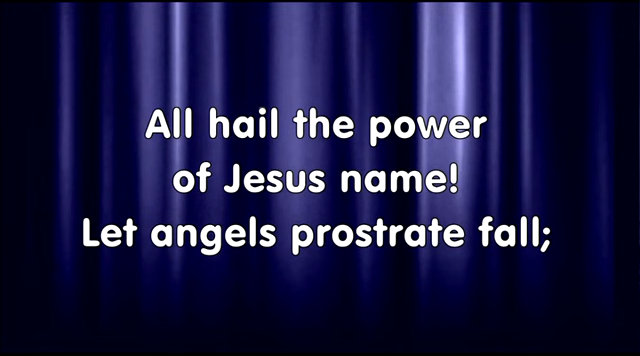 All hail the power
of Jesus name!
Let angels prostrate fall;